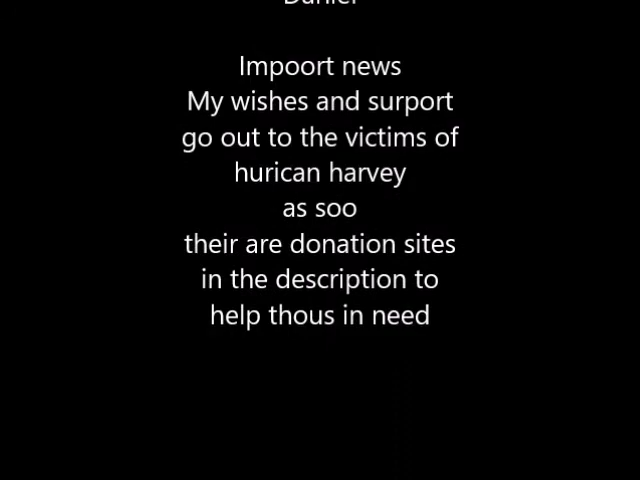 Impoort news
My wishes and surport
go out to the victims of
hurican harvey
as soo
their are donation sites
in the description to
help thous in need